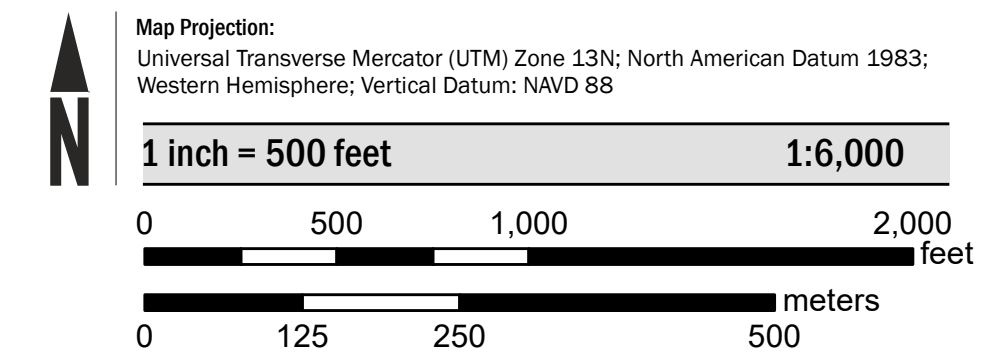 N
Map Projection:
Universal Transverse Mercator (UTM) Zone 13N; North American Datum 1983;
Western Hemisphere; Vertical Datum: NAVD 88
1 inch = 500 feet 1:6,000
0 500 1,000 2,000
feet
meters
0 125 250 500